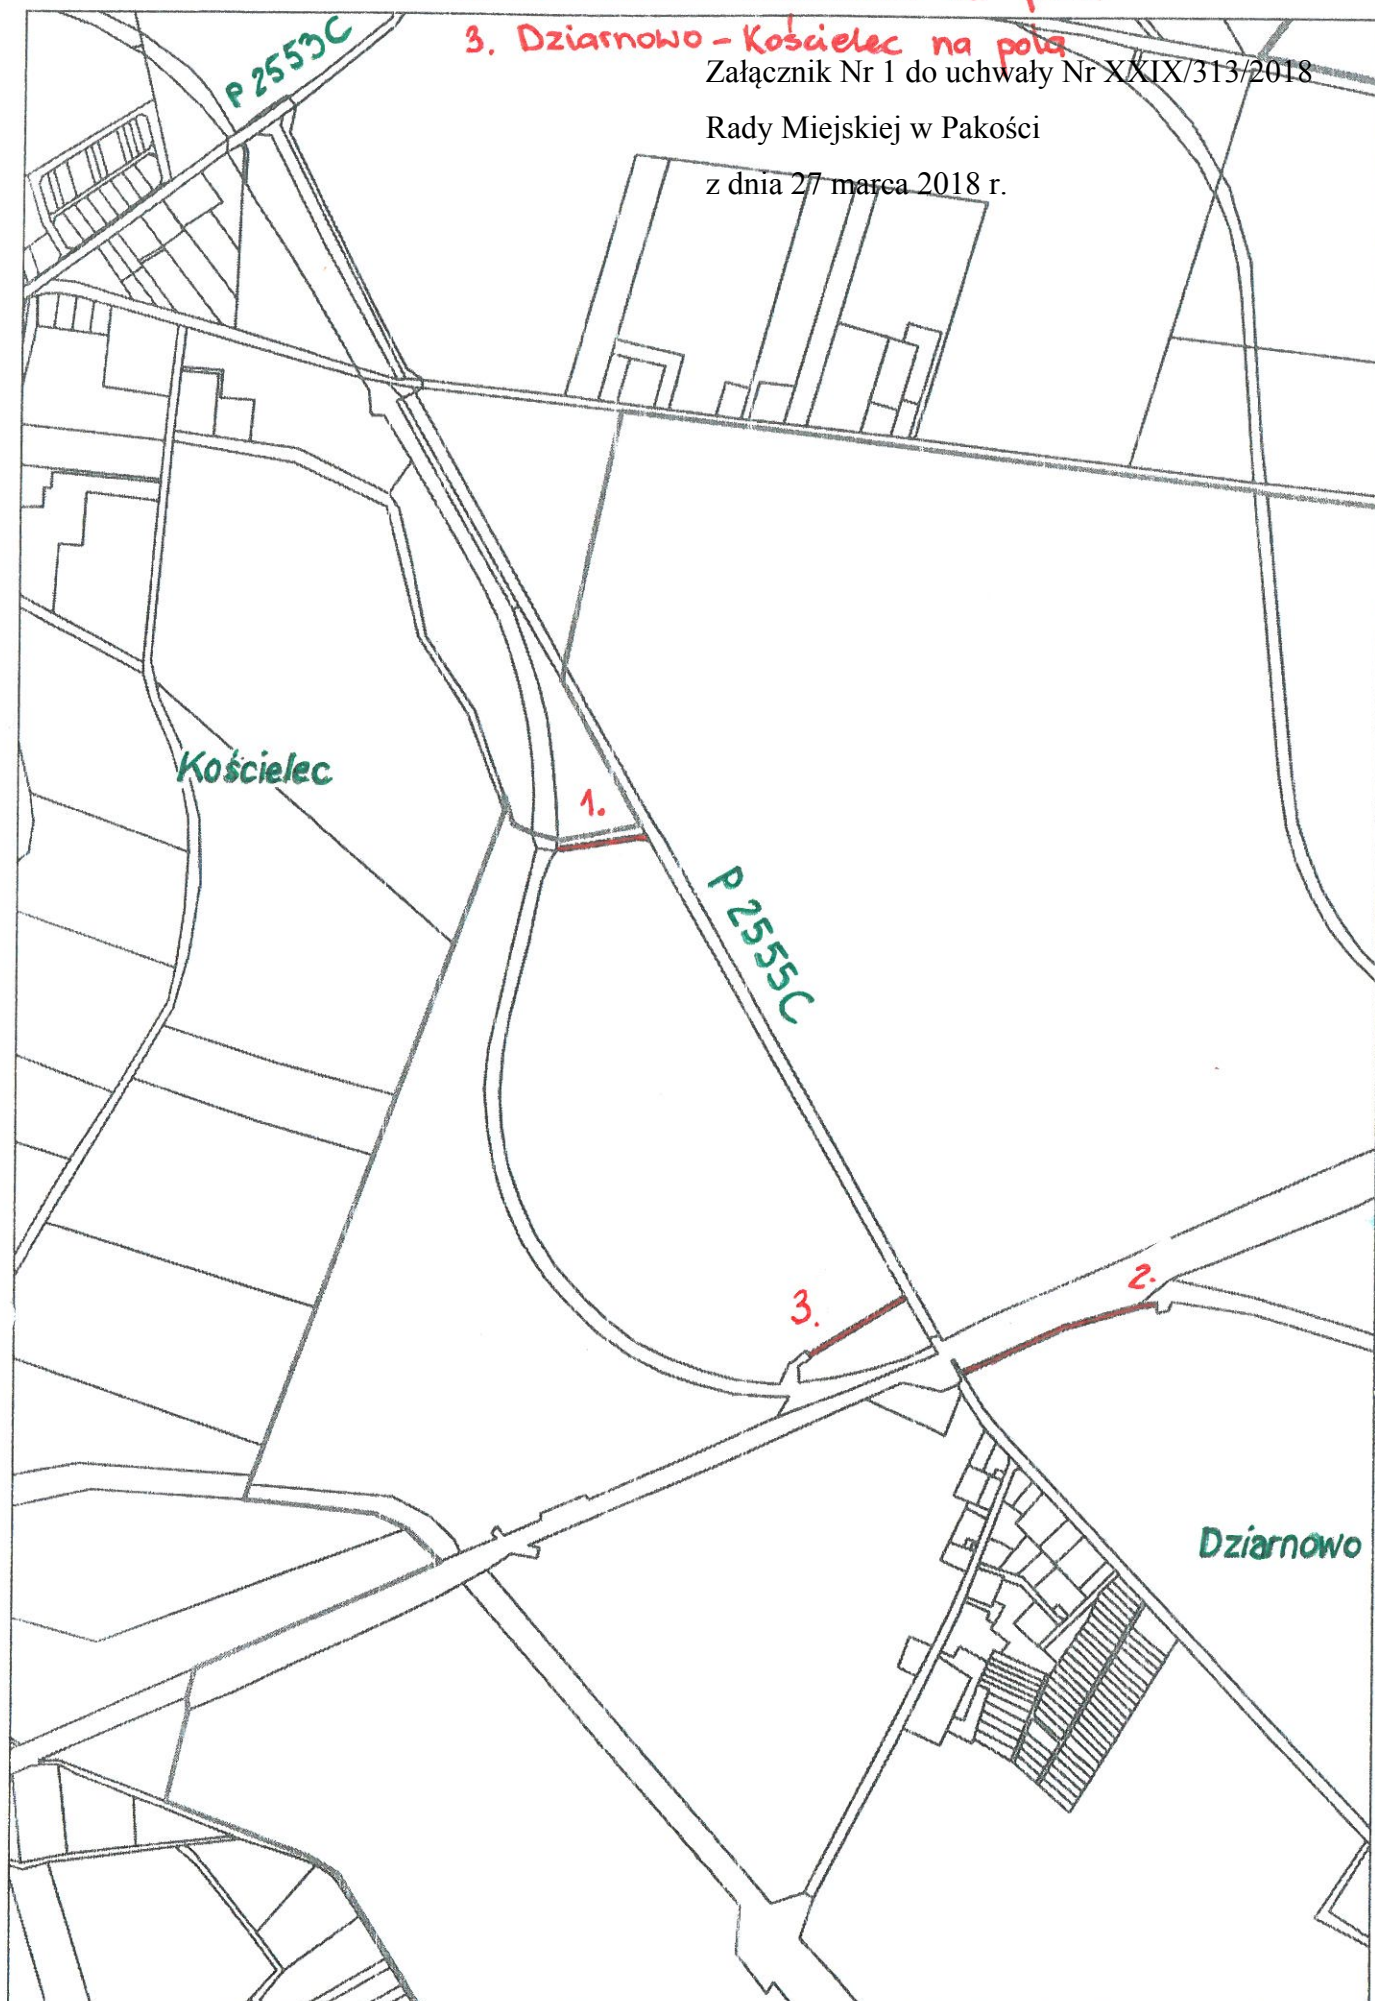 3. Dziarnowo - Kościelec na pola
P 2553C
Załącznik Nr 1 do uchwały Nr XXIX/313/2018
Rady Miejskiej w Pakości
z dnia 27 marca 2018 r.
Kościelec
1.
P 2555C
2.
3.
Dziarnowo